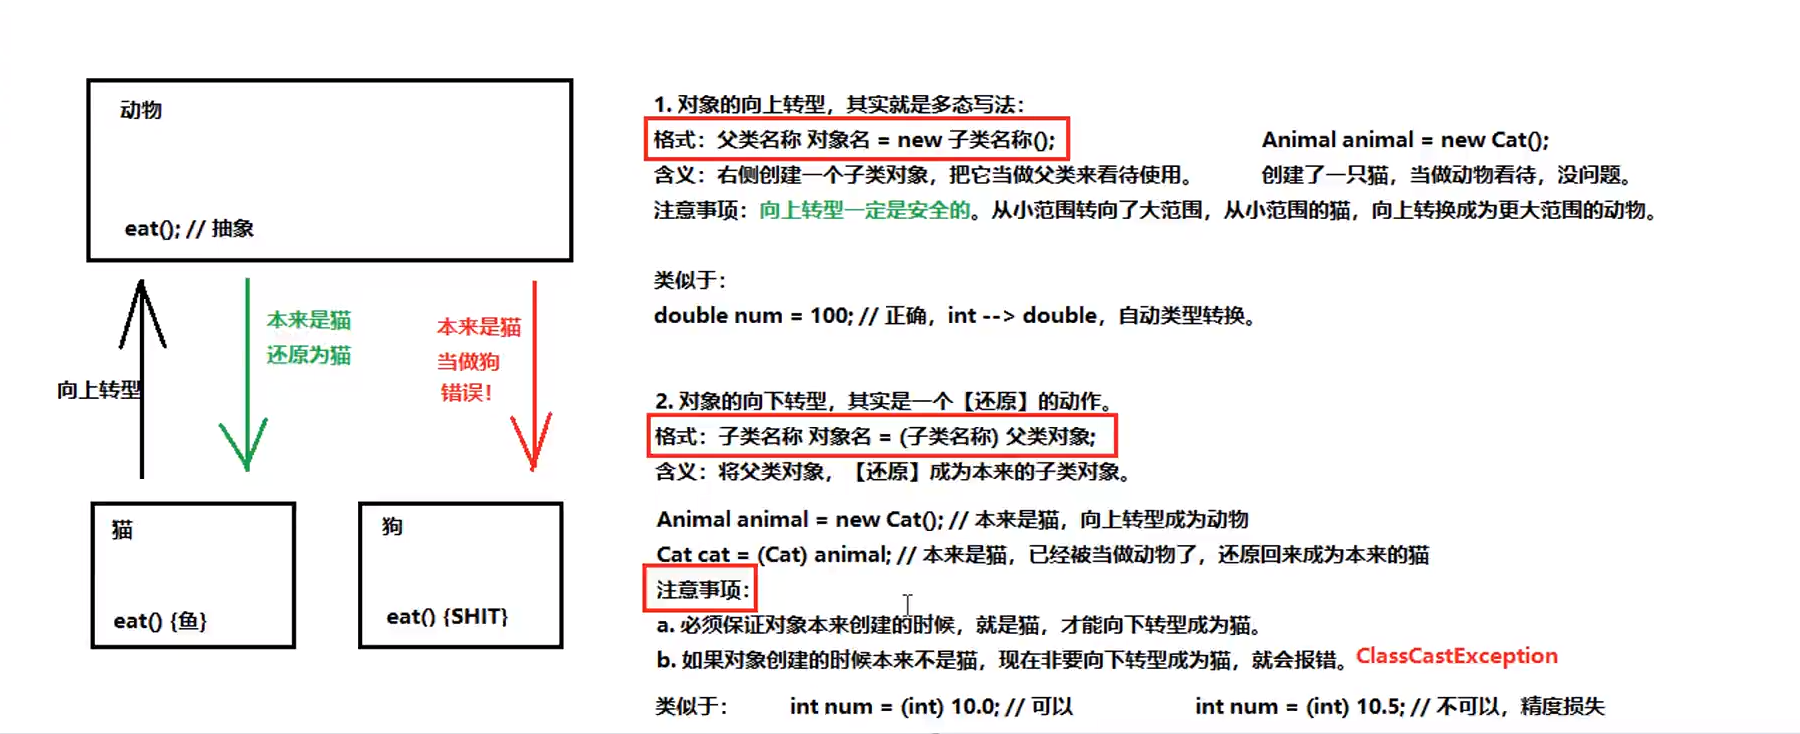 动物
eat(); // 抽象
本来是猫
还原为猫
本来是猫
当做狗
错误！
向上转型
猫
eat() {鱼}
狗
eat() {SHIT}
1. 对象的向上转型，其实就是多态写法：
格式：父类名称 对象名 = new 子类名称(); Animal animal = new Cat();
含义：右侧创建一个子类对象，把它当做父类来看待使用。 创建了一只猫，当做动物看待，没问题。
注意事项：向上转型一定是安全的。从小范围转向了大范围，从小范围的猫，向上转换成为更大范围的动物。
类似于：
double num = 100; // 正确，int --> double，自动类型转换。
2. 对象的向下转型，其实是一个【还原】的动作。
格式：子类名称 对象名 = (子类名称) 父类对象;
含义：将父类对象，【还原】成为本来的子类对象。
Animal animal = new Cat(); // 本来是猫，向上转型成为动物
Cat cat = (Cat) animal; // 本来是猫，已经被当做动物了，还原回来成为本来的猫
注意事项：
a. 必须保证对象本来创建的时候，就是猫，才能向下转型成为猫。
b. 如果对象创建的时候本来不是猫，现在非要向下转型成为猫，就会报错。ClassCastException
类似于： int num = (int) 10.0; // 可以 int num = (int) 10.5; // 不可以，精度损失